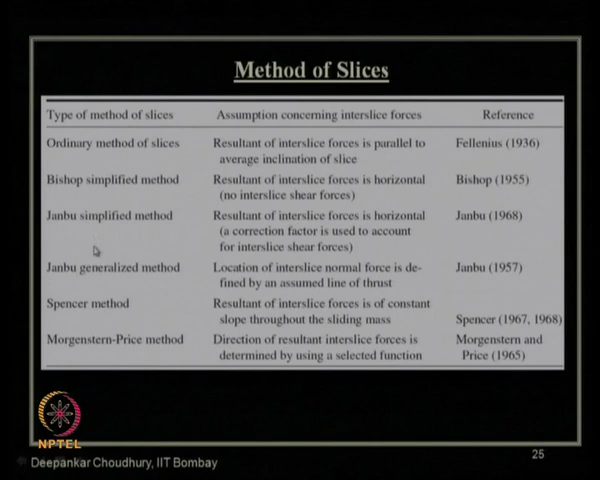 Method of Slices
Type of method of slices Assumption concerning interslice forces Reference
Ordinary method of slices Resultant of interslice forces is parallel to Fellenius (1936)
average inclination of slice
Bishop simplified method Resultant of interslice forces is horizontal Bishop (1955)
(no interslice shear forces)
Janbu simplified method Resultant of interslice forces is horizontal Janbu (1968)
(a correction factor is used to account
for interslice shear forces)
Janbu generalized method Location of interslice normal force is de- Janbu (1957)
fined by an assumed line of thrust
Spencer method Resultant of interslice forces is of constant
slope throughout the sliding mass Spencer (1967, 1968)
Morgenstern-Price method Direction of resultant interslice forces is Morgenstern and
determined by using a selected function Price (1965)
NPTEL
Deepankar Choudhury, IIT Bombay 25